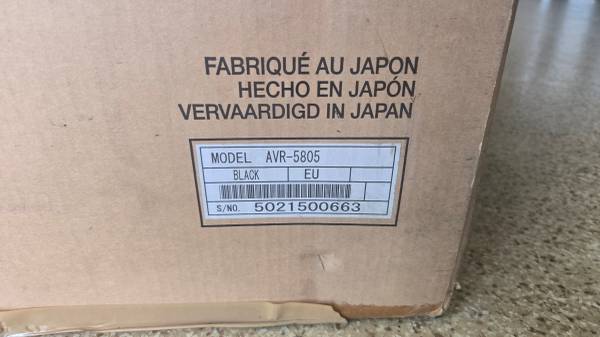 FABRIQUÉ AU JAPON
HECHO EN JAPÓN
VERVAARDIGD IN JAPAN
MODEL AVR-5805
BLACK EU
S/NO. 5021500663